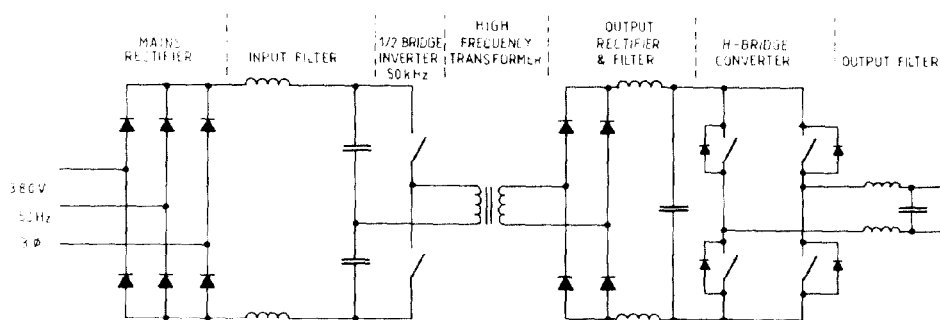 MAINS
RECTIFIER
INPUT FILTER
1/2 BRIDGE
INVERTER
50kHz
HIGH
FREQUENCY
TRANSFORMER
OUTPUT
RECTIFIER
& FILTER
H-BRIDGE
CONVERTER
OUTPUT FILTER
380V
50Hz
3Ø